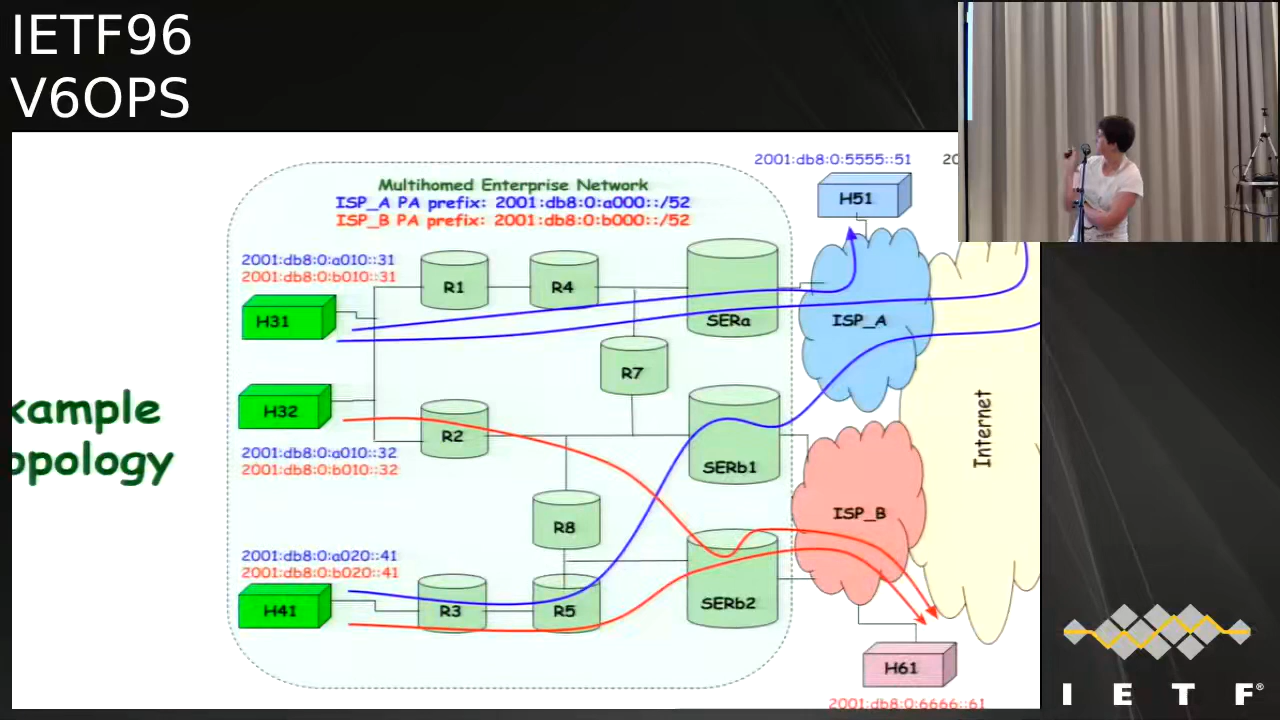 IETF96
V6OPS
2001:db8:0:5555::51
20
H51
Multihomed Enterprise Network
ISP_A PA prefix: 2001:db8:0:a000::/52
ISP_B PA prefix: 2001:db8:0:b000::/52
2001:db8:0:a010::31
2001:db8:0:b010::31
H31
R1
R4
SERa
ISP_A
R7
xample
opology
H32
R2
SERb1
Internet
2001:db8:0:a010::32
2001:db8:0:b010::32
R8
ISP_B
2001:db8:0:a020::41
2001:db8:0:b020::41
H41
R3
R5
SERb2
H61
2001:db8:0:6666::61
I E T F®